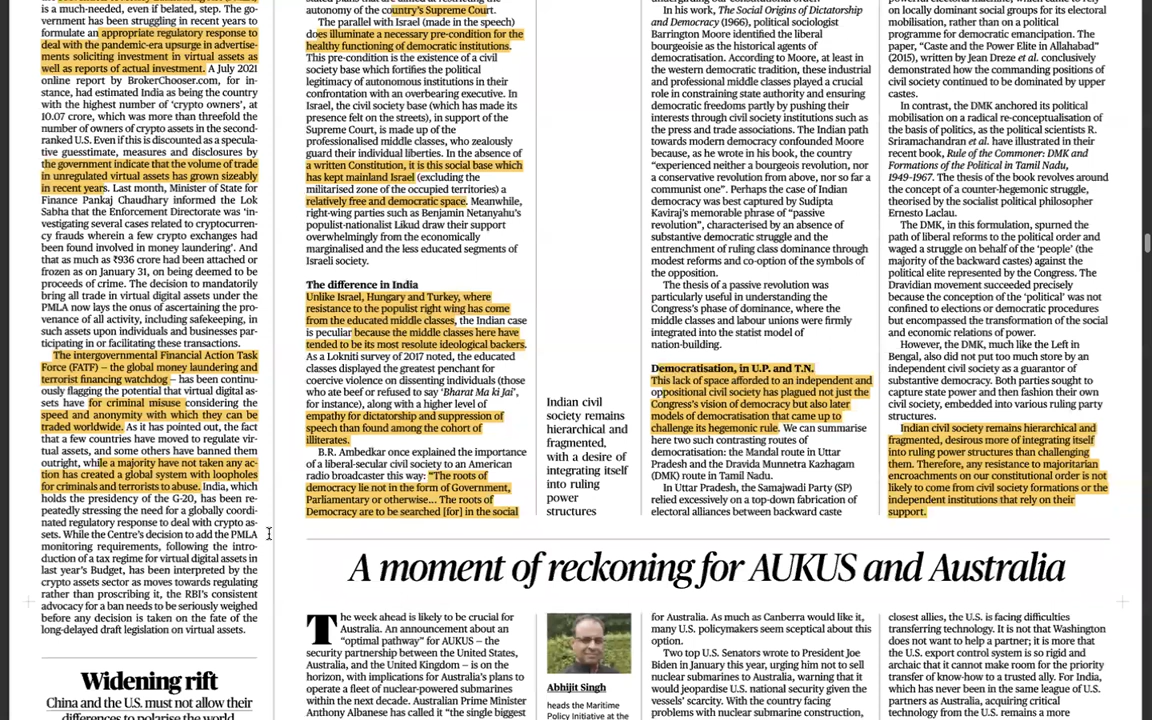 is a much-needed, even if belated, step. The go-
vernment has been struggling in recent years to
formulate an appropriate regulatory response to
deal with the pandemic-era upsurge in advertise-
ments soliciting investment in virtual assets as
well as reports of actual investment. A July 2021
online report by BrokerChooser.com, for in-
stance, had estimated India as being the country
with the highest number of ‘crypto owners’, at
10.07 crore, which was more than threefold the
number of owners of crypto assets in the second-
ranked U.S. Even if this is discounted as a specula-
tive guesstimate, measures and disclosures by
the government indicate that the volume of trade
in unregulated virtual assets has grown sizeably
in recent years. Last month, Minister of State for
Finance Pankaj Chaudhary informed the Lok
Sabha that the Enforcement Directorate was ‘in-
vestigating several cases related to cryptocurren-
cy frauds wherein a few crypto exchanges had
been found involved in money laundering’. And
that as much as ₹936 crore had been attached or
frozen as on January 31, on being deemed to be
proceeds of crime. The decision to mandatorily
bring all trade in virtual digital assets under the
PMLA now lays the onus of ascertaining the pro-
venance of all activity, including safekeeping, in
such assets upon individuals and businesses par-
ticipating in or facilitating these transactions.
The intergovernmental Financial Action Task
Force (FATF) – the global money laundering and
terrorist financing watchdog – has been continu-
ously flagging the potential that virtual digital as-
sets have for criminal misuse considering the
speed and anonymity with which they can be
traded worldwide. As it has pointed out, the fact
that a few countries have moved to regulate vir-
tual assets, and some others have banned them
outright, while a majority have not taken any ac-
tion has created a global system with loopholes
for criminals and terrorists to abuse. India, which
holds the presidency of the G-20, has been re-
peatedly stressing the need for a globally coordi-
nated regulatory response to deal with crypto as-
sets. While the Centre’s decision to add the PMLA
monitoring requirements, following the intro-
duction of a tax regime for virtual digital assets in
last year’s Budget, has been interpreted by the
crypto assets sector as moves towards regulating
rather than proscribing it, the RBI’s consistent
advocacy for a ban needs to be seriously weighed
before any decision is taken on the fate of the
long-delayed draft legislation on virtual assets.
Widening rift
China and the U.S. must not allow their
differences to polarise the world
autonomy of the country’s Supreme Court.
The parallel with Israel (made in the speech)
does illuminate a necessary pre-condition for the
healthy functioning of democratic institutions.
This pre-condition is the existence of a civil
society base which fortifies the political
legitimacy of autonomous institutions in their
confrontation with an overbearing executive. In
Israel, the civil society base (which has made its
presence felt on the streets), in support of the
Supreme Court, is made up of the
professionalised middle classes, who zealously
guard their individual liberties. In the absence of
a written Constitution, it is this social base which
has kept mainland Israel (excluding the
militarised zone of the occupied territories) a
relatively free and democratic space. Meanwhile,
right-wing parties such as Benjamin Netanyahu’s
populist-nationalist Likud draw their support
overwhelmingly from the economically
marginalised and the less educated segments of
Israeli society.
The difference in India
Unlike Israel, Hungary and Turkey, where
resistance to the populist right wing has come
from the educated middle classes, the Indian case
is peculiar because the middle classes here have
tended to be its most resolute ideological backers.
As a Lokniti survey of 2017 noted, the educated
classes displayed the greatest penchant for
coercive violence on dissenting individuals (those
who ate beef or refused to say ‘Bharat Ma ki Jai’,
for instance), along with a higher level of
empathy for dictatorship and suppression of
speech than found among the cohort of
illiterates.
B.R. Ambedkar once explained the importance
of a liberal-secular civil society to an American
radio broadcaster this way: “The roots of
democracy lie not in the form of Government,
Parliamentary or otherwise... The roots of
Democracy are to be searched [for] in the social
Indian civil
society remains
hierarchical and
fragmented,
with a desire of
integrating itself
into ruling
power
structures
In his work, The Social Origins of Dictatorship
and Democracy (1966), political sociologist
Barrington Moore identified the liberal
bourgeoisie as the historical agents of
democratisation. According to Moore, at least in
the western democratic tradition, these industrial
and professional middle classes played a crucial
role in constraining state authority and ensuring
democratic freedoms partly by pushing their
interests through civil society institutions such as
the press and trade associations. The Indian path
towards modern democracy confounded Moore
because, as he wrote in his book, the country
“experienced neither a bourgeois revolution, nor
a conservative revolution from above, nor so far a
communist one”. Perhaps the case of Indian
democracy was best captured by Sudipta
Kaviraj’s memorable phrase of “passive
revolution”, characterised by an absence of
substantive democratic struggle and the
entrenchment of ruling class dominance through
modest reforms and co-option of the symbols of
the opposition.
The thesis of a passive revolution was
particularly useful in understanding the
Congress’s phase of dominance, where the
middle classes and labour unions were firmly
integrated into the statist model of
nation-building.
Democratisation, in U.P. and T.N.
This lack of space afforded to an independent and
oppositional civil society has plagued not just the
Congress’s vision of democracy but also later
models of democratisation that came up to
challenge its hegemonic rule. We can summarise
here two such contrasting routes of
democratisation: the Mandal route in Uttar
Pradesh and the Dravida Munnetra Kazhagam
(DMK) route in Tamil Nadu.
In Uttar Pradesh, the Samajwadi Party (SP)
relied excessively on a top-down fabrication of
electoral alliances between backward caste
on locally dominant social groups for its electoral
mobilisation, rather than on a political
programme for democratic emancipation. The
paper, “Caste and the Power Elite in Allahabad”
(2015), written by Jean Dreze et al. conclusively
demonstrated how the commanding positions of
civil society continued to be dominated by upper
castes.
In contrast, the DMK anchored its political
mobilisation on a radical re-conceptualisation of
the basis of politics, as the political scientists R.
Sriramachandran et al. have illustrated in their
recent book, Rule of the Commoner: DMK and
Formations of the Political in Tamil Nadu,
1949-1967. The thesis of the book revolves around
the concept of a counter-hegemonic struggle,
theorised by the socialist political philosopher
Ernesto Laclau.
The DMK, in this formulation, spurned the
path of liberal reforms to the political order and
waged a struggle on behalf of the ‘people’ (the
majority of the backward castes) against the
political elite represented by the Congress. The
Dravidian movement succeeded precisely
because the conception of the ‘political’ was not
confined to elections or democratic procedures
but encompassed the transformation of the social
and economic relations of power.
However, the DMK, much like the Left in
Bengal, also did not put too much store by an
independent civil society as a guarantor of
substantive democracy. Both parties sought to
capture state power and then fashion their own
civil society, embedded into various ruling party
structures.
Indian civil society remains hierarchical and
fragmented, desirous more of integrating itself
into ruling power structures than challenging
them. Therefore, any resistance to majoritarian
encroachments on our constitutional order is not
likely to come from civil society formations or the
independent institutions that rely on their
support.
A moment of reckoning for AUKUS and Australia
The week ahead is likely to be crucial for
Australia. An announcement about an
“optimal pathway” for AUKUS – the
security partnership between the United States,
Australia, and the United Kingdom – is on the
horizon, with implications for Australia’s plans to
operate a fleet of nuclear-powered submarines
within the next decade. Australian Prime Minister
Anthony Albanese has called it “the single biggest
Abhijit Singh
heads the Maritime
Policy Initiative at the
for Australia. As much as Canberra would like it,
many U.S. policymakers seem sceptical about this
option.
Two top U.S. Senators wrote to President Joe
Biden in January this year, urging him not to sell
nuclear submarines to Australia, warning that it
would jeopardise U.S. national security given the
vessels’ scarcity. With the country facing
problems with nuclear submarine construction,
closest allies, the U.S. is facing difficulties
transferring technology. It is not that Washington
does not want to help a partner; it is more that
the U.S. export control system is so rigid and
archaic that it cannot make room for the priority
transfer of know-how to a trusted ally. For India,
which has never been in the same league of U.S.
partners as Australia, acquiring critical
technology from the U.S. remains a more